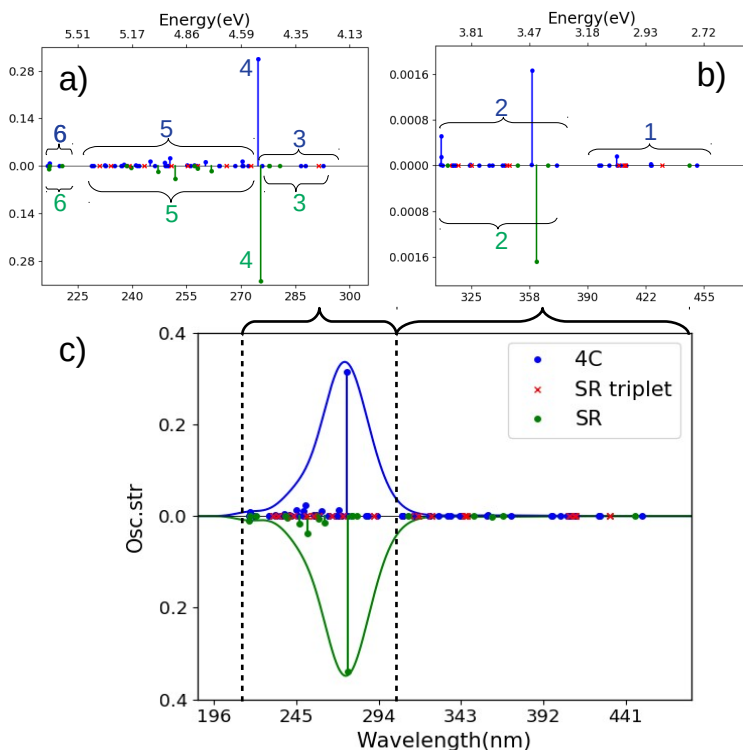 Energy(eV)
5.51 5.17 4.86 4.59 4.35 4.13
a)
0.28
0.14
0.00
0.14
0.28
4
6 5 3
6 5 3
4
225 240 255 270 285 300
Energy(eV)
3.81 3.47 3.18 2.93 2.72
b)
0.0016
0.0008
0.0000
0.0008
0.0016
2 1
2
325 358 390 422 455
c)
0.4
0.2
0.0
0.2
0.4
Osc.str
4C
SR triplet
SR
196 245 294 343 392 441
Wavelength(nm)